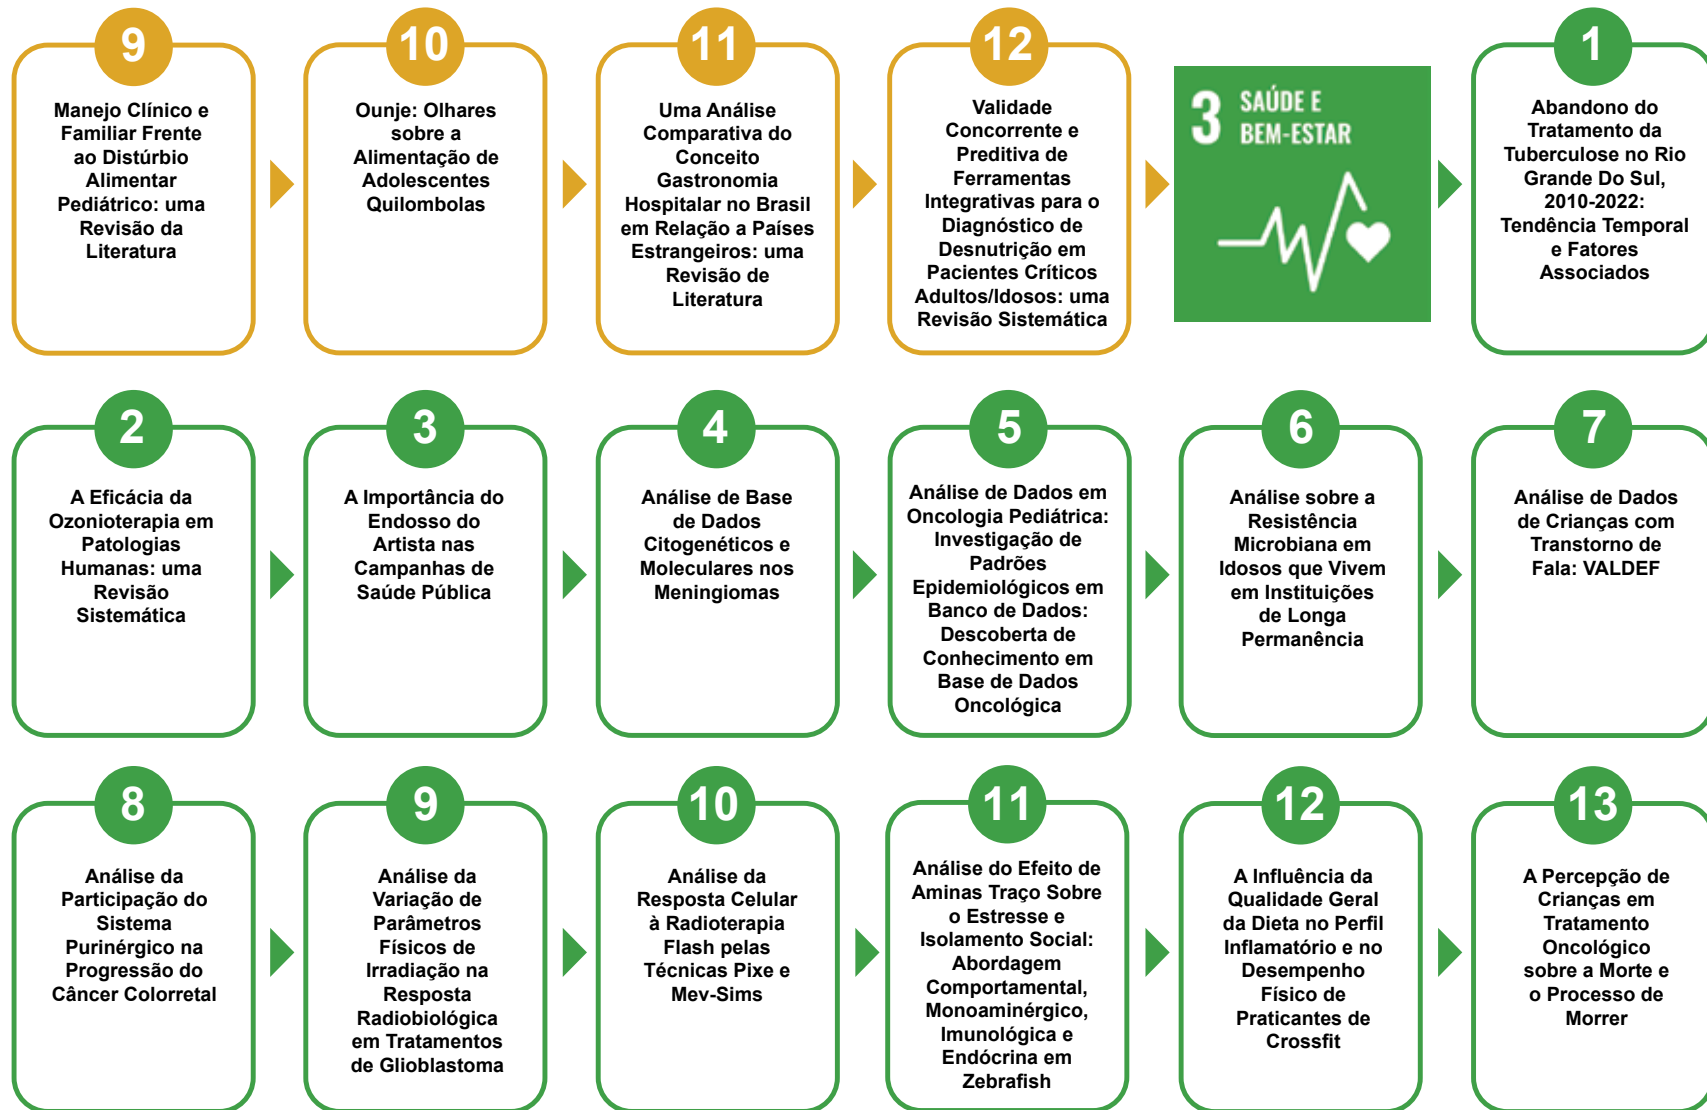 9
Manejo Clínico e
Familiar Frente
ao Distúrbio
Alimentar
Pediátrico: uma
Revisão da
Literatura
10
Ounje: Olhares
sobre a
Alimentação de
Adolescentes
Quilombolas
11
Uma Análise
Comparativa do
Conceito
Gastronomia
Hospitalar no Brasil
em Relação a Países
Estrangeiros: uma
Revisão de
Literatura
12
Validade
Concorrente e
Preditiva de
Ferramentas
Integrativas para o
Diagnóstico de
Desnutrição em
Pacientes Críticos
Adultos/Idosos: uma
Revisão Sistemática
3 SAÚDE E
BEM-ESTAR
1
Abandono do
Tratamento da
Tuberculose no Rio
Grande Do Sul,
2010-2022:
Tendência Temporal
e Fatores
Associados
2
A Eficácia da
Ozonioterapia em
Patologias
Humanas: uma
Revisão
Sistemática
3
A Importância do
Endosso do
Artista nas
Campanhas de
Saúde Pública
4
Análise de Base
de Dados
Citogenéticos e
Moleculares nos
Meningiomas
5
Análise de Dados em
Oncologia Pediátrica:
Investigação de
Padrões
Epidemiológicos em
Banco de Dados:
Descoberta de
Conhecimento em
Base de Dados
Oncológica
6
Análise sobre a
Resistência
Microbiana em
Idosos que Vivem
em Instituições
de Longa
Permanência
7
Análise de Dados
de Crianças com
Transtorno de
Fala: VALDEF
8
Análise da
Participação do
Sistema
Purinérgico na
Progressão do
Câncer Colorretal
9
Análise da
Variação de
Parâmetros
Físicos de
Irradiação na
Resposta
Radiobiológica
em Tratamentos
de Glioblastoma
10
Análise da
Resposta Celular
à Radioterapia
Flash pelas
Técnicas Pixe e
Mev-Sims
11
Análise do Efeito de
Aminas Traço Sobre
o Estresse e
Isolamento Social:
Abordagem
Comportamental,
Monoaminérgico,
Imunológica e
Endócrina em
Zebrafish
12
A Influência da
Qualidade Geral
da Dieta no Perfil
Inflamatório e no
Desempenho
Físico de
Praticantes de
Crossfit
13
A Percepção de
Crianças em
Tratamento
Oncológico
sobre a Morte e
o Processo de
Morrer